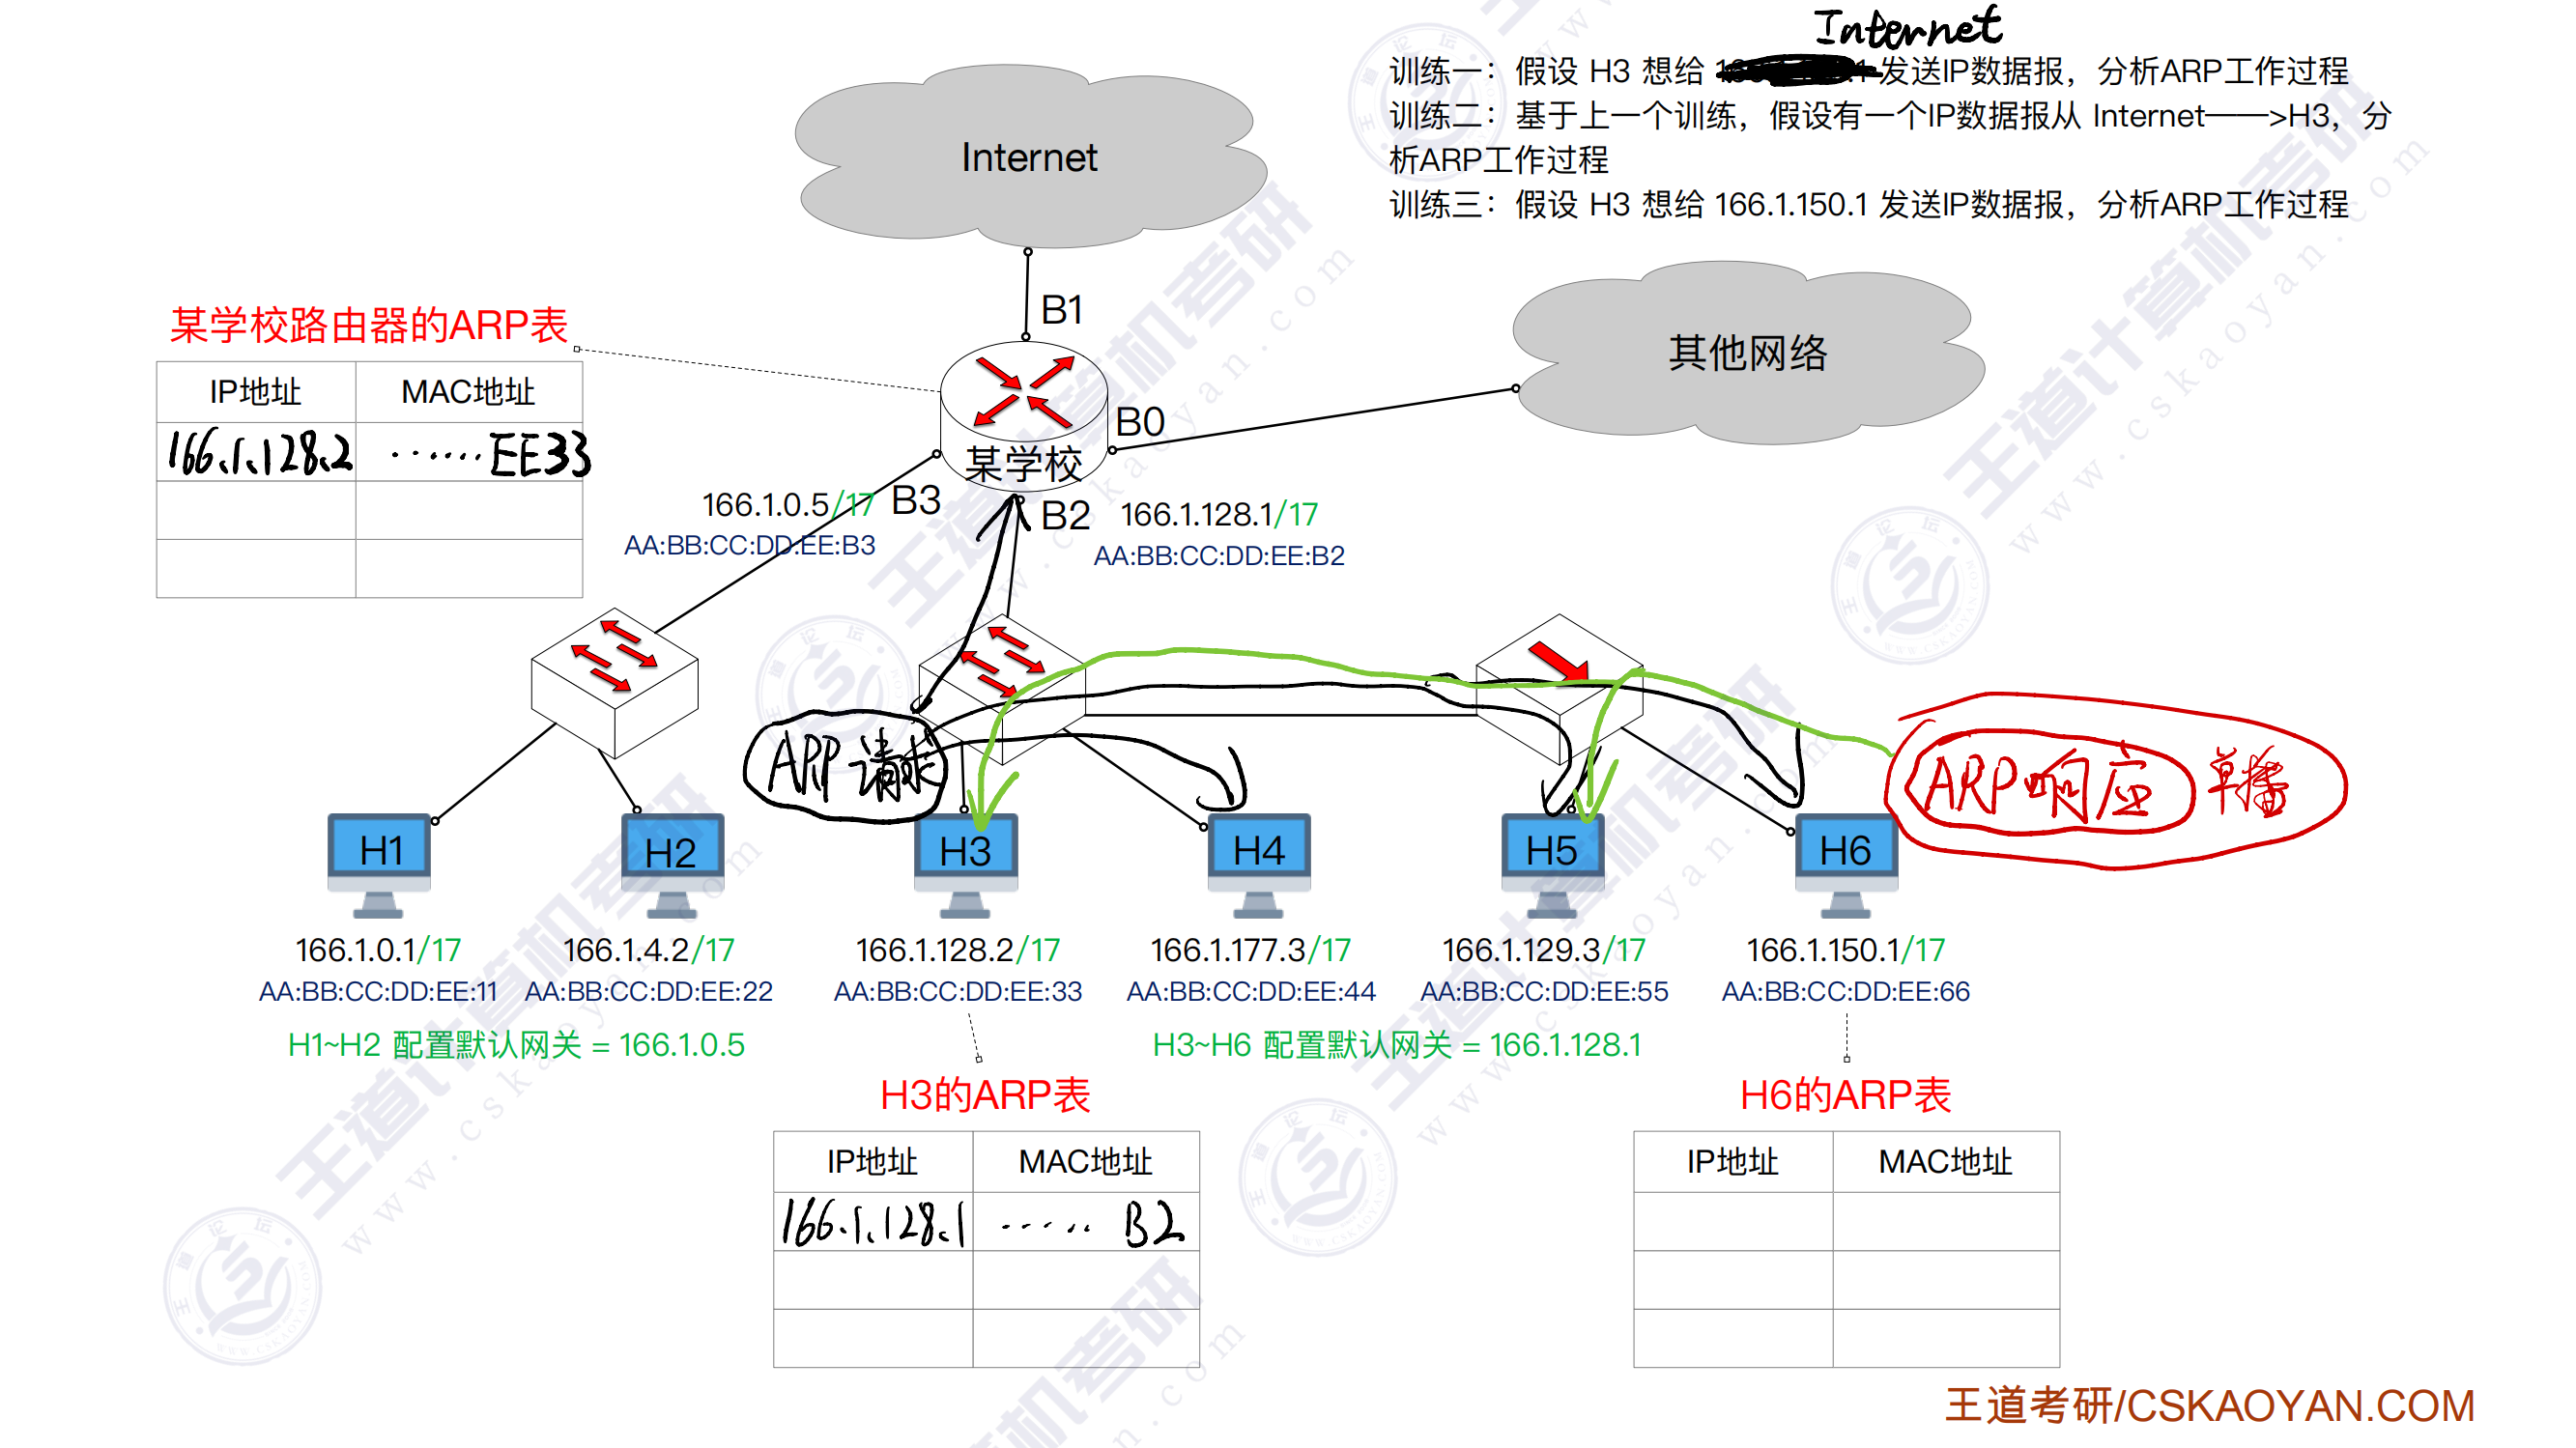 Internet
训练一：假设 H3 想给 发送IP数据报，分析ARP工作过程
训练二：基于上一个训练，假设有一个IP数据报从 Internet——>H3，分
析ARP工作过程
训练三：假设 H3 想给 166.1.150.1 发送IP数据报，分析ARP工作过程
Internet
B1
其他网络
某学校路由器的ARP表
IP地址 MAC地址
166.1.128.2 ······EE33
B0
某学校
166.1.0.5/17 B3
AA:BB:CC:DD:EE:B3
B2 166.1.128.1/17
AA:BB:CC:DD:EE:B2
ARP 请求
ARP响应 单播
H1 H2 H3 H4 H5 H6
166.1.0.1/17 166.1.4.2/17 166.1.128.2/17 166.1.177.3/17 166.1.129.3/17 166.1.150.1/17
AA:BB:CC:DD:EE:11 AA:BB:CC:DD:EE:22 AA:BB:CC:DD:EE:33 AA:BB:CC:DD:EE:44 AA:BB:CC:DD:EE:55 AA:BB:CC:DD:EE:66
H1~H2 配置默认网关 = 166.1.0.5 H3~H6 配置默认网关 = 166.1.128.1
H3的ARP表
IP地址 MAC地址
166.1.128.1 ······ B2
H6的ARP表
IP地址 MAC地址
王道考研/CSKAOYAN.COM
王道计算机考研
www.cskaoyan.com